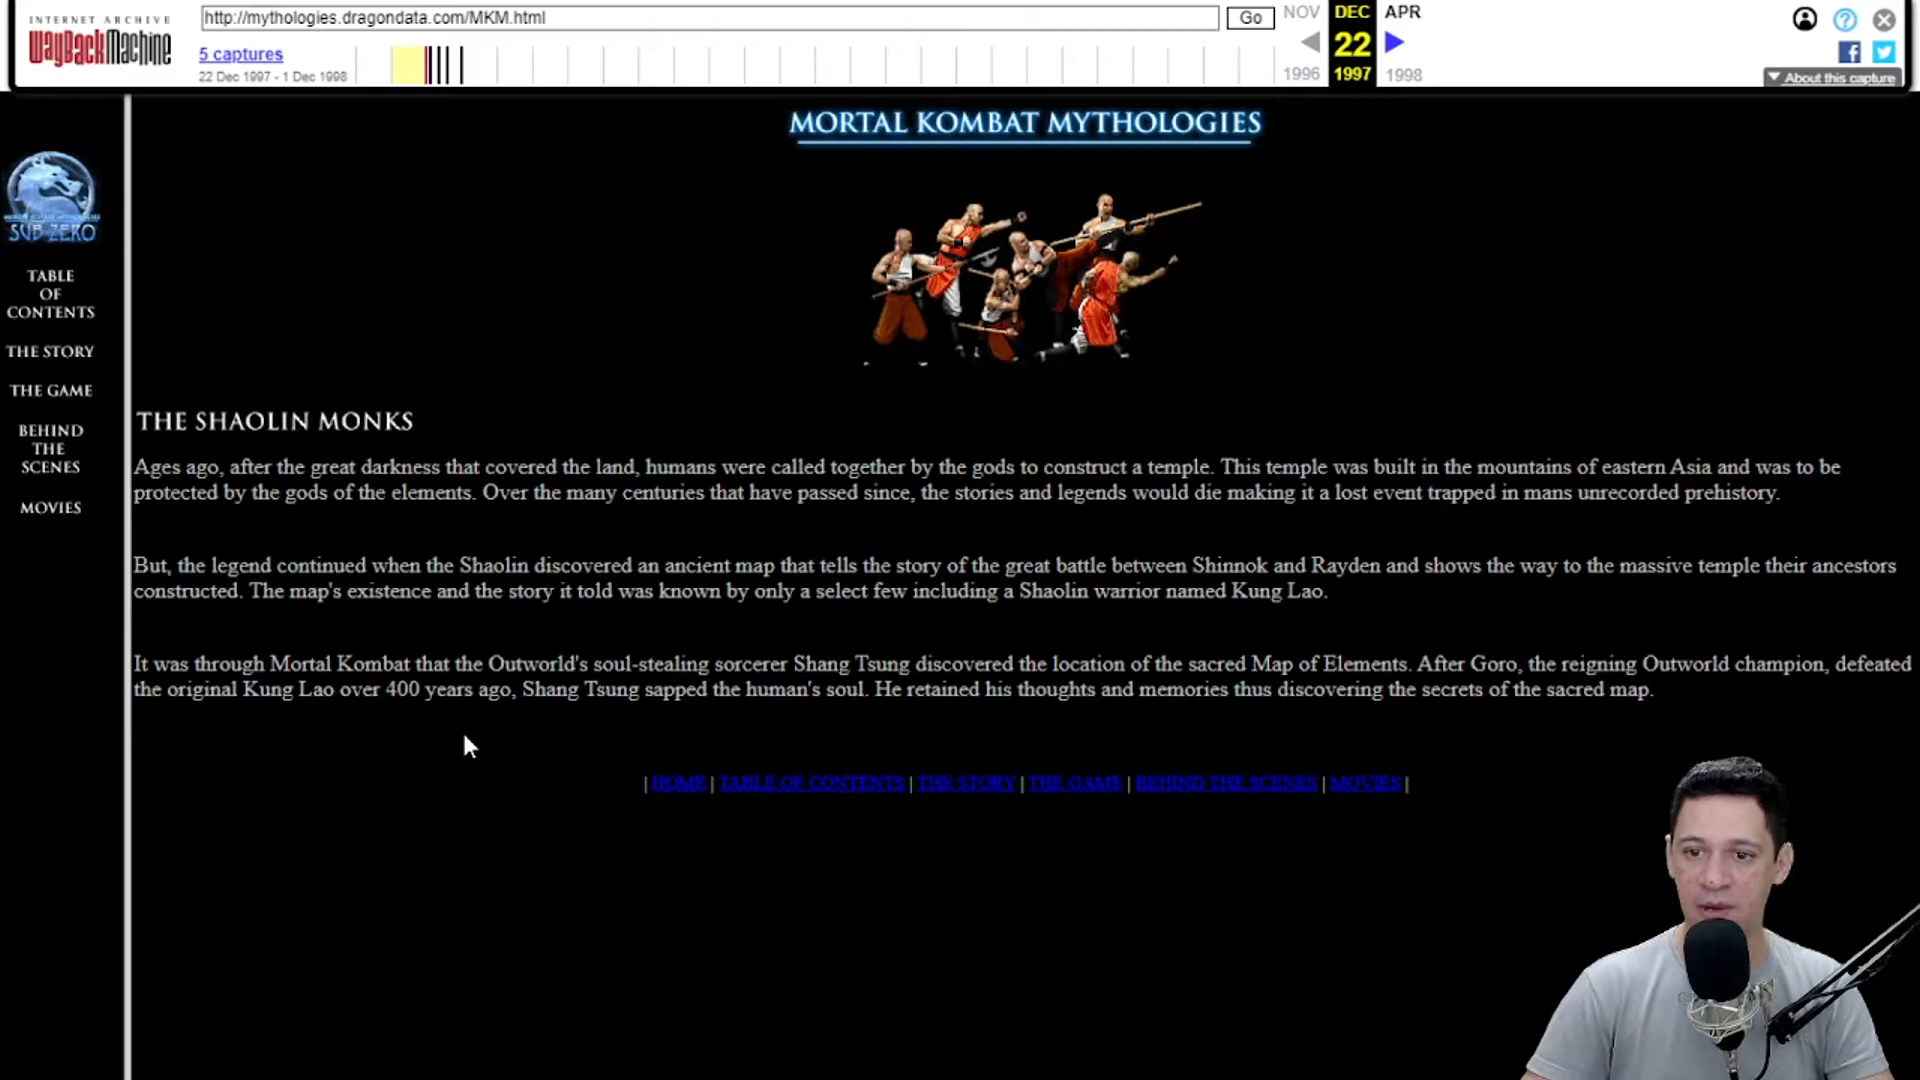 INTERNET ARCHIVE
WayBackMachine
http://mythologies.dragondata.com/MKM.html
Go
NOV
DEC
APR
5 captures
22 Dec 1997 - 1 Dec 1998
22
1996
1997
1998
About this capture
MORTAL KOMBAT MYTHOLOGIES
MORTAL KOMBAT MYTHOLOGIES
SUB-ZERO
TABLE
OF
CONTENTS
THE STORY
THE GAME
BEHIND
THE
SCENES
MOVIES
THE SHAOLIN MONKS
Ages ago, after the great darkness that covered the land, humans were called together by the gods to construct a temple. This temple was built in the mountains of eastern Asia and was to be
protected by the gods of the elements. Over the many centuries that have passed since, the stories and legends would die making it a lost event trapped in mans unrecorded prehistory.
But, the legend continued when the Shaolin discovered an ancient map that tells the story of the great battle between Shinnok and Rayden and shows the way to the massive temple their ancestors
constructed. The map's existence and the story it told was known by only a select few including a Shaolin warrior named Kung Lao.
It was through Mortal Kombat that the Outworld's soul-stealing sorcerer Shang Tsung discovered the location of the sacred Map of Elements. After Goro, the reigning Outworld champion, defeated
the original Kung Lao over 400 years ago, Shang Tsung sapped the human's soul. He retained his thoughts and memories thus discovering the secrets of the sacred map.
| HOME | TABLE OF CONTENTS | THE STORY | THE GAME | BEHIND THE SCENES | MOVIES |